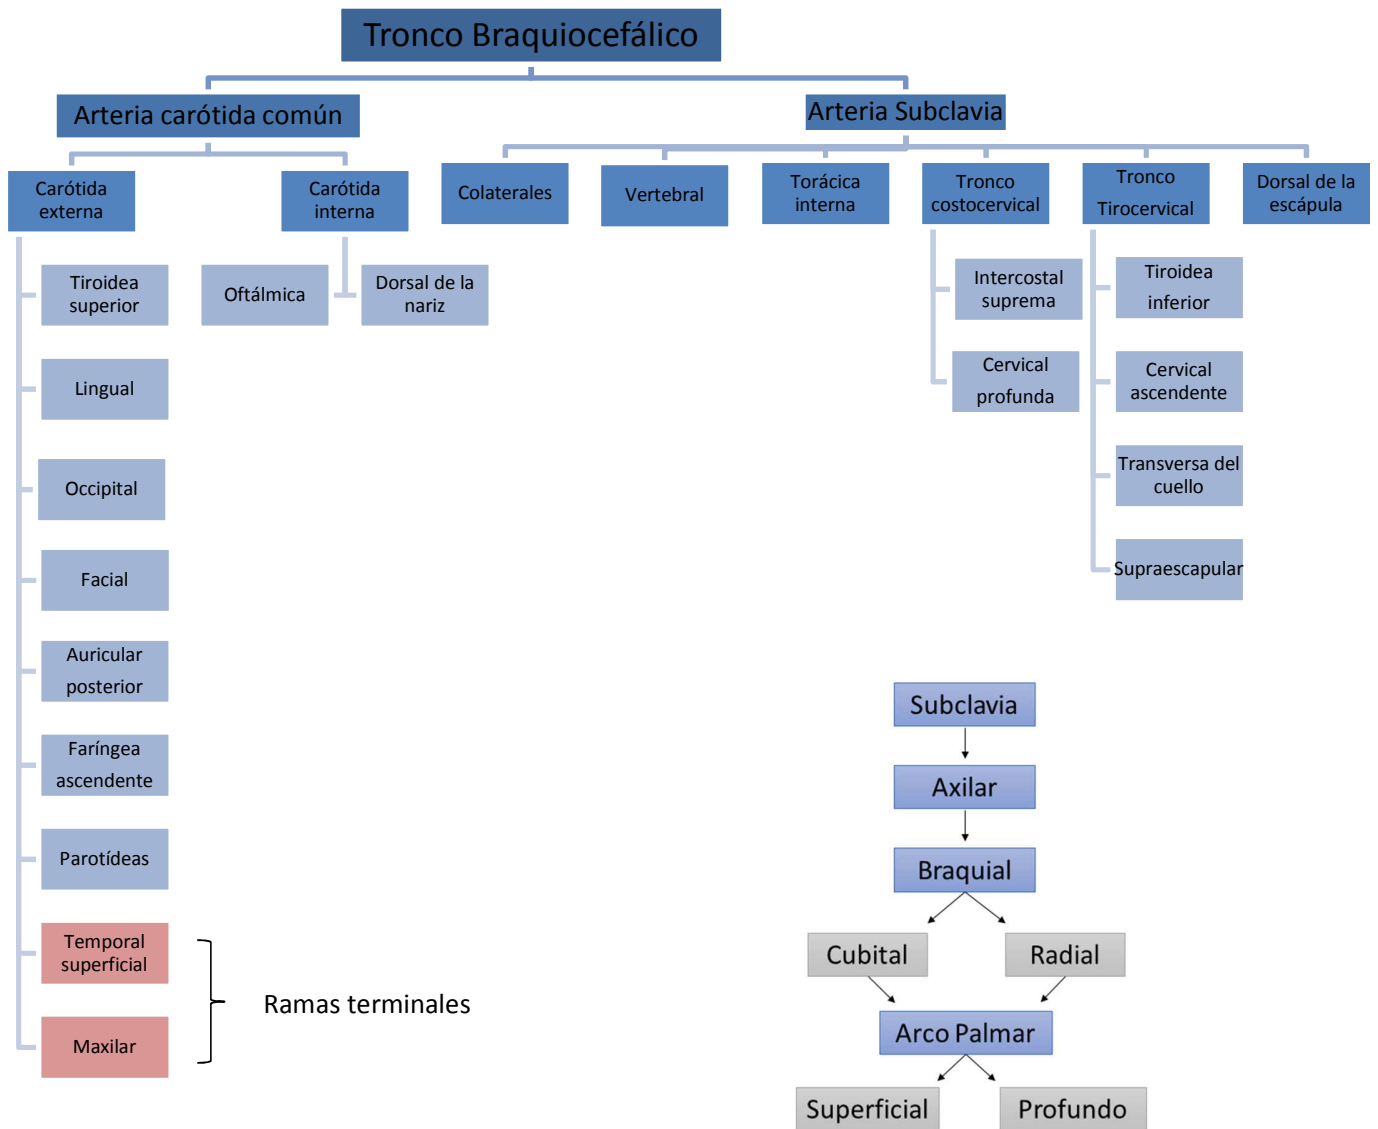 Tronco Braquiocefálico
Arteria carótida común
Arteria Subclavia
Carótida
externa
Carótida
interna
Colaterales
Vertebral
Torácica
interna
Tronco
costocervical
Tronco
Tirocervical
Dorsal de la
escápula
Tiroidea
superior
Oftálmica
Dorsal de la
nariz
Intercostal
suprema
Tiroidea
inferior
Lingual
Cervical
profunda
Cervical
ascendente
Occipital
Transversa del
cuello
Facial
Supraescapular
Auricular
posterior
Faríngea
ascendente
Parotídeas
Temporal
superficial
Maxilar
Ramas terminales
Subclavia
Axilar
Braquial
Cubital
Radial
Arco Palmar
Superficial
Profundo